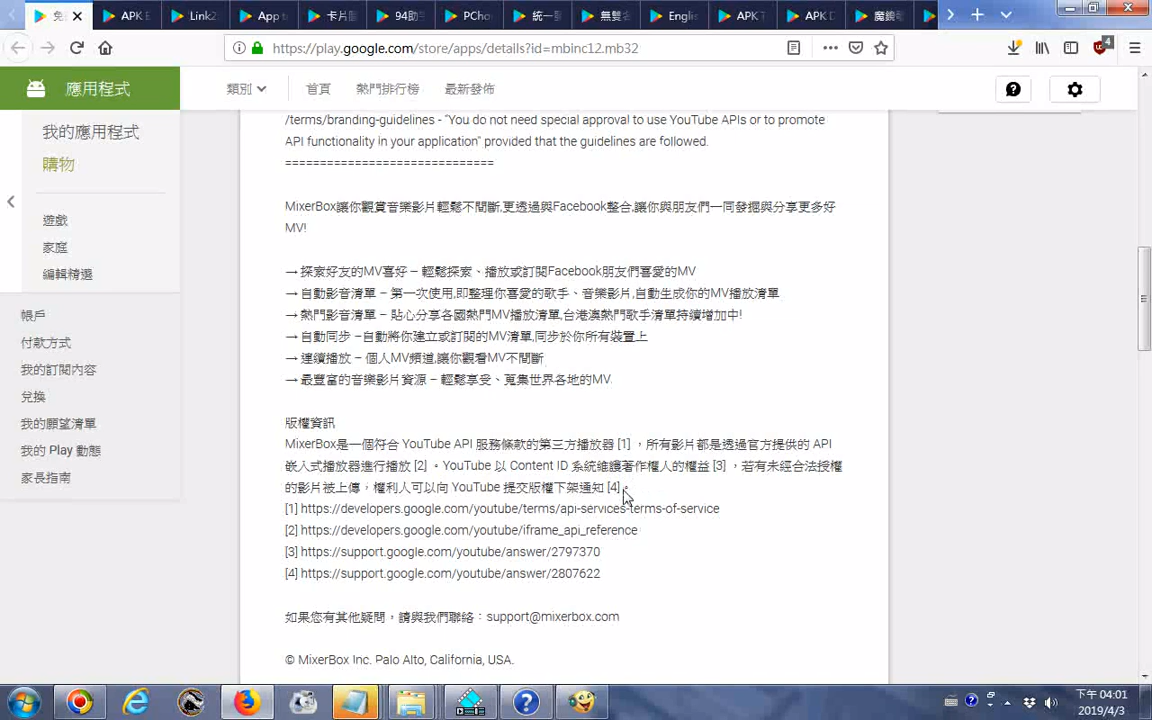 免
APK E
Link2
App t
卡片
94助
PCho
統一
無雙
Engli
APK T
APK D
魔鏡
https://play.google.com/store/apps/details?id=mbinc12.mb32
4
應用程式
類別
首頁
熱門排行榜
最新發佈
我的應用程式
購物
遊戲
家庭
編輯精選
帳戶
付款方式
我的訂閱內容
兌換
我的願望清單
我的 Play 動態
家長指南
/terms/branding-guidelines - "You do not need special approval to use YouTube APIs or to promote
API functionality in your application" provided that the guidelines are followed.
==============================
MixerBox讓你觀賞音樂影片輕鬆不間斷,更透過與Facebook整合,讓你與朋友們一同發掘與分享更多好
MV!
→ 探索好友的MV喜好 – 輕鬆探索、播放或訂閱Facebook朋友們喜愛的MV
→ 自動影音清單 – 第一次使用,即整理你喜愛的歌手、音樂影片,自動生成你的MV播放清單
→ 熱門影音清單 – 貼心分享各國熱門MV播放清單,台港澳熱門歌手清單持續增加中!
→ 自動同步 –自動將你建立或訂閱的MV清單,同步於你所有裝置上
→ 連續播放 – 個人MV頻道,讓你觀看MV不間斷
→ 最豐富的音樂影片資源 – 輕鬆享受、蒐集世界各地的MV.
版權資訊
MixerBox是一個符合 YouTube API 服務條款的第三方播放器 [1] ，所有影片都是透過官方提供的 API
嵌入式播放器進行播放 [2] 。YouTube 以 Content ID 系統維護著作權人的權益 [3] ，若有未經合法授權
的影片被上傳，權利人可以向 YouTube 提交版權下架通知 [4]。
[1] https://developers.google.com/youtube/terms/api-services-terms-of-service
[2] https://developers.google.com/youtube/iframe_api_reference
[3] https://support.google.com/youtube/answer/2797370
[4] https://support.google.com/youtube/answer/2807622
如果您有其他疑問，請與我們聯絡：support@mixerbox.com
© MixerBox Inc. Palo Alto, California, USA.
下午 04:01
2019/4/3